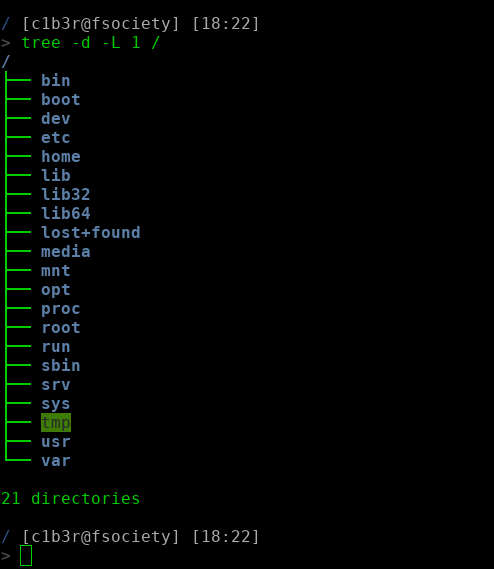 / [c1b3r@fsociety] [18:22]
> tree -d -L 1 /
/
├── bin
├── boot
├── dev
├── etc
├── home
├── lib
├── lib32
├── lib64
├── lost+found
├── media
├── mnt
├── opt
├── proc
├── root
├── run
├── sbin
├── srv
├── sys
├── tmp
├── usr
└── var
21 directories
/ [c1b3r@fsociety] [18:22]
>